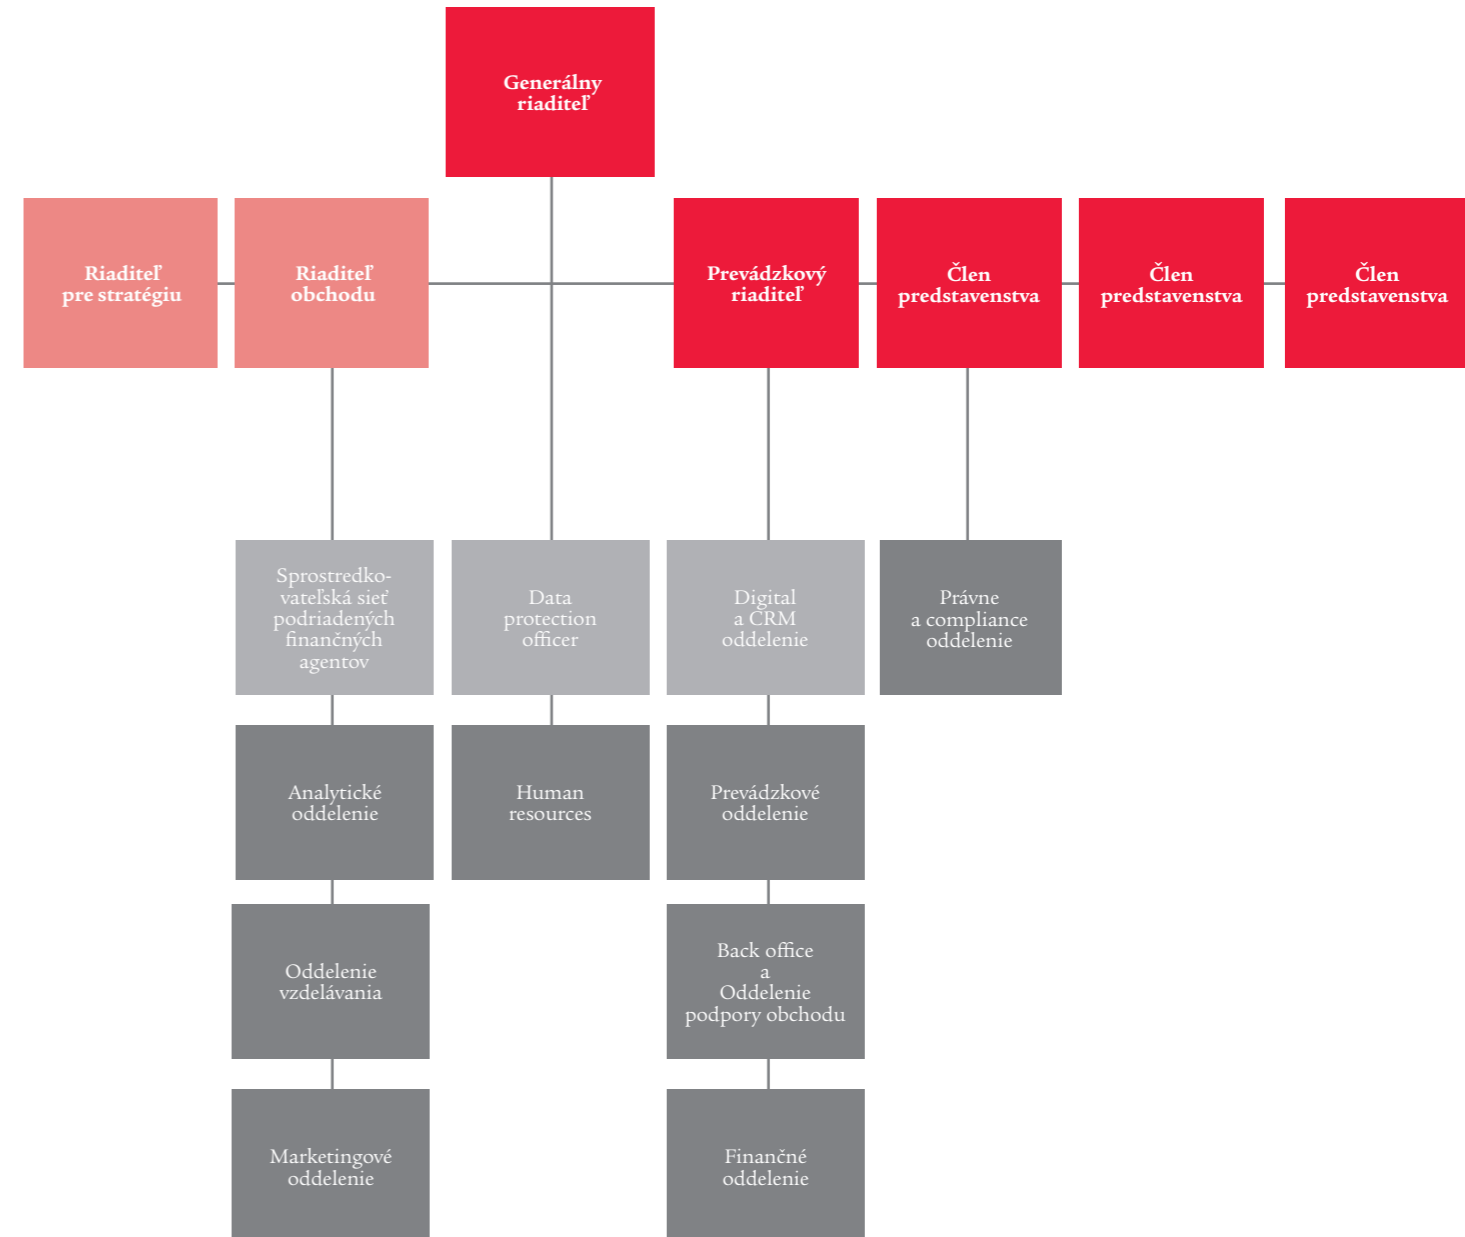 Generálny
riaditeľ
Riaditeľ
pre stratégiu
Riaditeľ
obchodu
Prevádzkový
riaditeľ
Člen
predstavenstva
Člen
predstavenstva
Člen
predstavenstva
Sprostredko-
vateľská sieť
podriadených
finančných
agentov
Data
protection
officer
Digital
a CRM
oddelenie
Právne
a compliance
oddelenie
Analytické
oddelenie
Human
resources
Prevádzkové
oddelenie
Oddelenie
vzdelávania
Back office
a
Oddelenie
podpory obchodu
Marketingové
oddelenie
Finančné
oddelenie